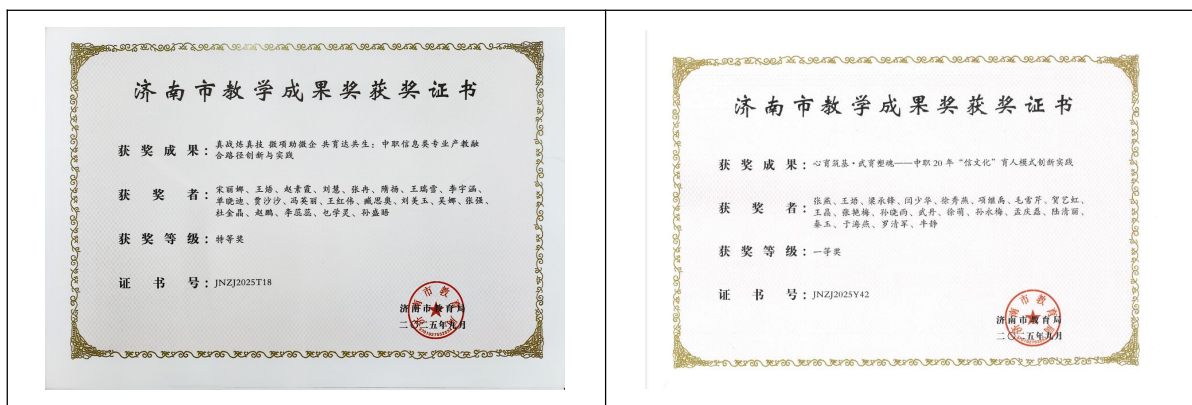 济南市教学成果奖获奖证书
获奖成果：真战炼真技 微项助微企 共育达共生：中职信息类专业产教融
合路径创新与实践
获奖者：宋丽娜、王皓、赵素霞、刘慧、张冉、隋扬、王瑞雪、李宇涵、
单晓迪、贾沙沙、冯英丽、王红伟、臧思奥、刘美玉、吴娜、张强、
杜金晶、赵鹏、李蕊蕊、包学灵、孙盛踣
获奖等级：特等奖
证书号：JNZJ2025T18
济南市教育局
二〇二五年九月
济南市教学成果奖获奖证书
获奖成果：心育筑基·武育塑魂——中职20年“信文化”育人模式创新实践
获奖者：张燕、王皓、梁承锋、闫少华、徐秀燕、项继禹、毛雷芹、贺艺虹、
王晶、张艳梅、孙晓雨、武丹、徐萌、孙永梅、孟庆磊、陆清丽、
秦玉、于海燕、罗清军、牛静
获奖等级：一等奖
证书号：JNZJ2025Y42
济南市教育局
二〇二五年九月